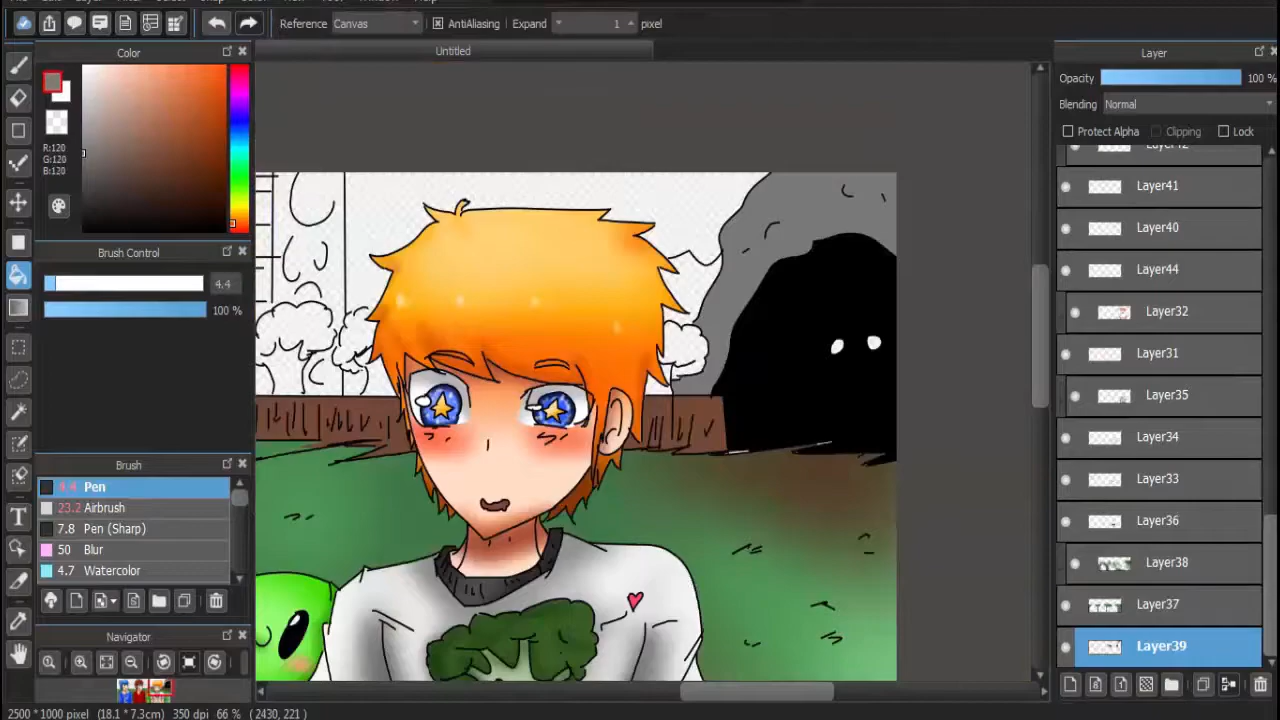 Reference Canvas AntiAliasing Expand 1 pixel
Color
Untitled
Layer
Opacity 100 %
Blending Normal
Protect Alpha Clipping Lock
R:120
G:120
B:120
Layer41
Layer40
Layer44
Layer32
Layer31
Layer35
Layer34
Layer33
Layer36
Layer38
Layer37
Layer39
Brush Control
4.4
100 %
Brush
4.4 Pen
23.2 Airbrush
7.8 Pen (Sharp)
50 Blur
4.7 Watercolor
Navigator
2500 * 1000 pixel (18.1 * 7.3cm) 350 dpi 66 % (2430, 221)